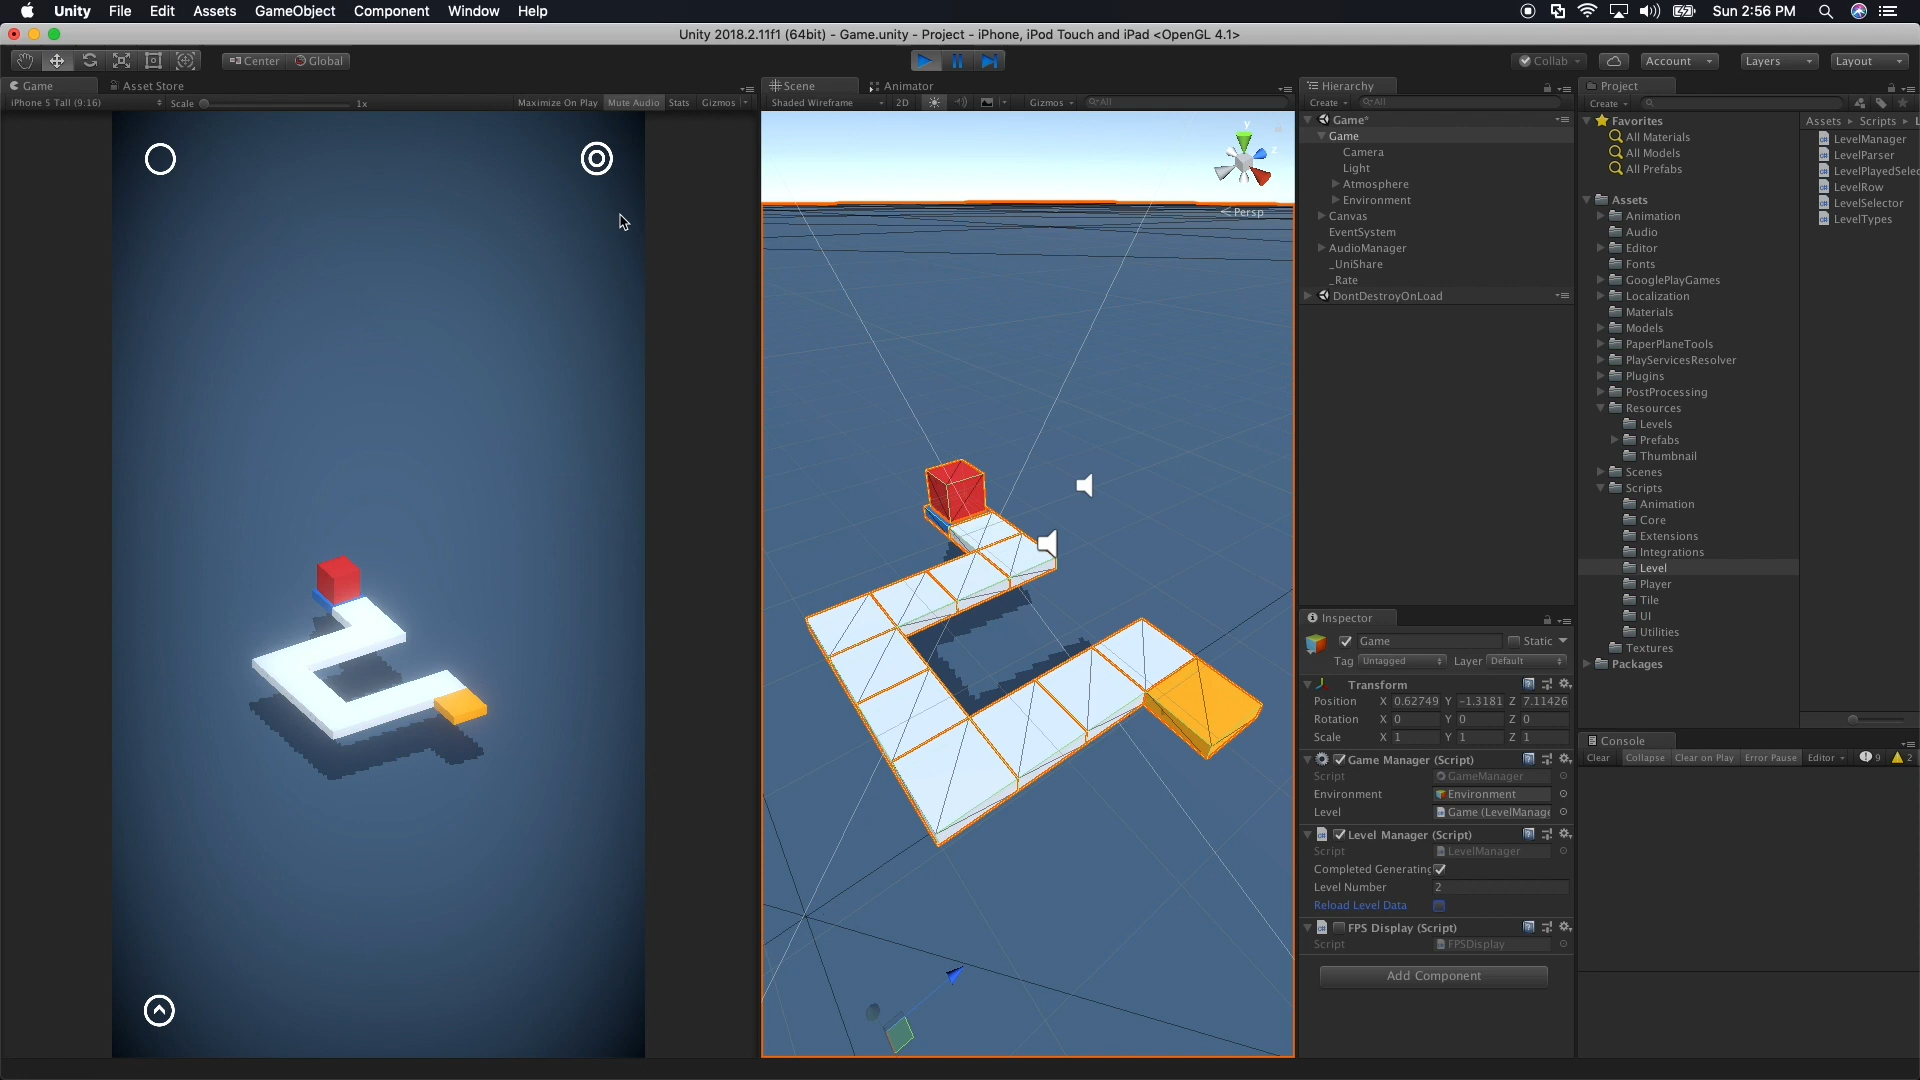 Unity File Edit Assets GameObject Component Window Help Sun 2:56 PM
Unity 2018.2.11f1 (64bit) - Game.unity - Project - iPhone, iPod Touch and iPad <OpenGL 4.1>
Center Global Collab Account Layers Layout
Game Asset Store
iPhone 5 Tall (9:16) Scale 1x Maximize On Play Mute Audio Stats Gizmos
Scene Animator
Shaded Wireframe 2D Gizmos All
y
z
Persp
Hierarchy
Create All
Game*
Game
Camera
Light
Atmosphere
Environment
Canvas
EventSystem
AudioManager
_UniShare
_Rate
DontDestroyOnLoad
Inspector
Game Static
Tag Untagged Layer Default
Transform
Position X 0.62749 Y -1.3181 Z 7.11426
Rotation X 0 Y 0 Z 0
Scale X 1 Y 1 Z 1
Game Manager (Script)
Script GameManager
Environment Environment
Level Game (LevelManage
Level Manager (Script)
Script LevelManager
Completed Generating
Level Number 2
Reload Level Data
FPS Display (Script)
Script FPSDisplay
Add Component
Project
Create
Favorites
All Materials
All Models
All Prefabs
Assets
Animation
Audio
Editor
Fonts
GooglePlayGames
Localization
Materials
Models
PaperPlaneTools
PlayServicesResolver
Plugins
PostProcessing
Resources
Levels
Prefabs
Thumbnail
Scenes
Scripts
Animation
Core
Extensions
Integrations
Level
Player
Tile
UI
Utilities
Textures
Packages
Assets Scripts L
LevelManager
LevelParser
LevelPlayedSelec
LevelRow
LevelSelector
LevelTypes
Console
Clear Collapse Clear on Play Error Pause Editor 9 2